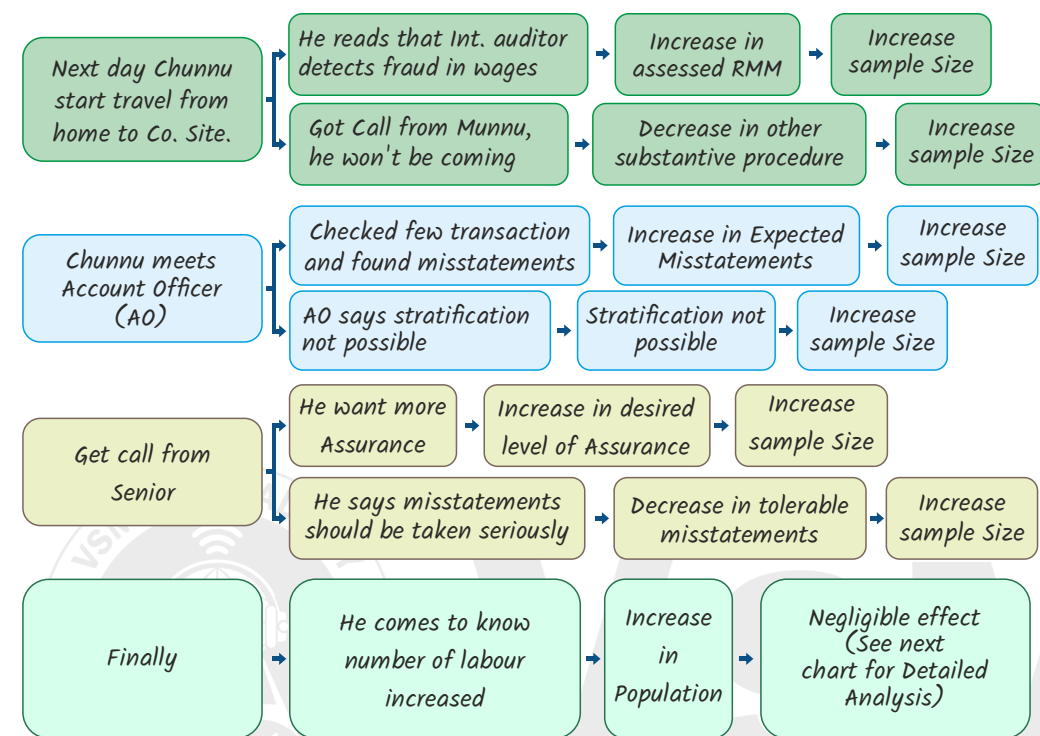 Next day Chunnu
start travel from
home to Co. Site.
He reads that Int. auditor
detects fraud in wages
Increase in
assessed RMM
Increase
sample Size
Got Call from Munnu,
he won't be coming
Decrease in other
substantive procedure
Increase
sample Size
Chunnu meets
Account Officer
(AO)
Checked few transaction
and found misstatements
Increase in Expected
Misstatements
Increase
sample Size
AO says stratification
not possible
Stratification not
possible
Increase
sample Size
Get call from
Senior
He want more
Assurance
Increase in desired
level of Assurance
Increase
sample Size
He says misstatements
should be taken seriously
Decrease in tolerable
misstatements
Increase
sample Size
Finally
He comes to know
number of labour
increased
Increase
in
Population
Negligible effect
(See next
chart for Detailed
Analysis)